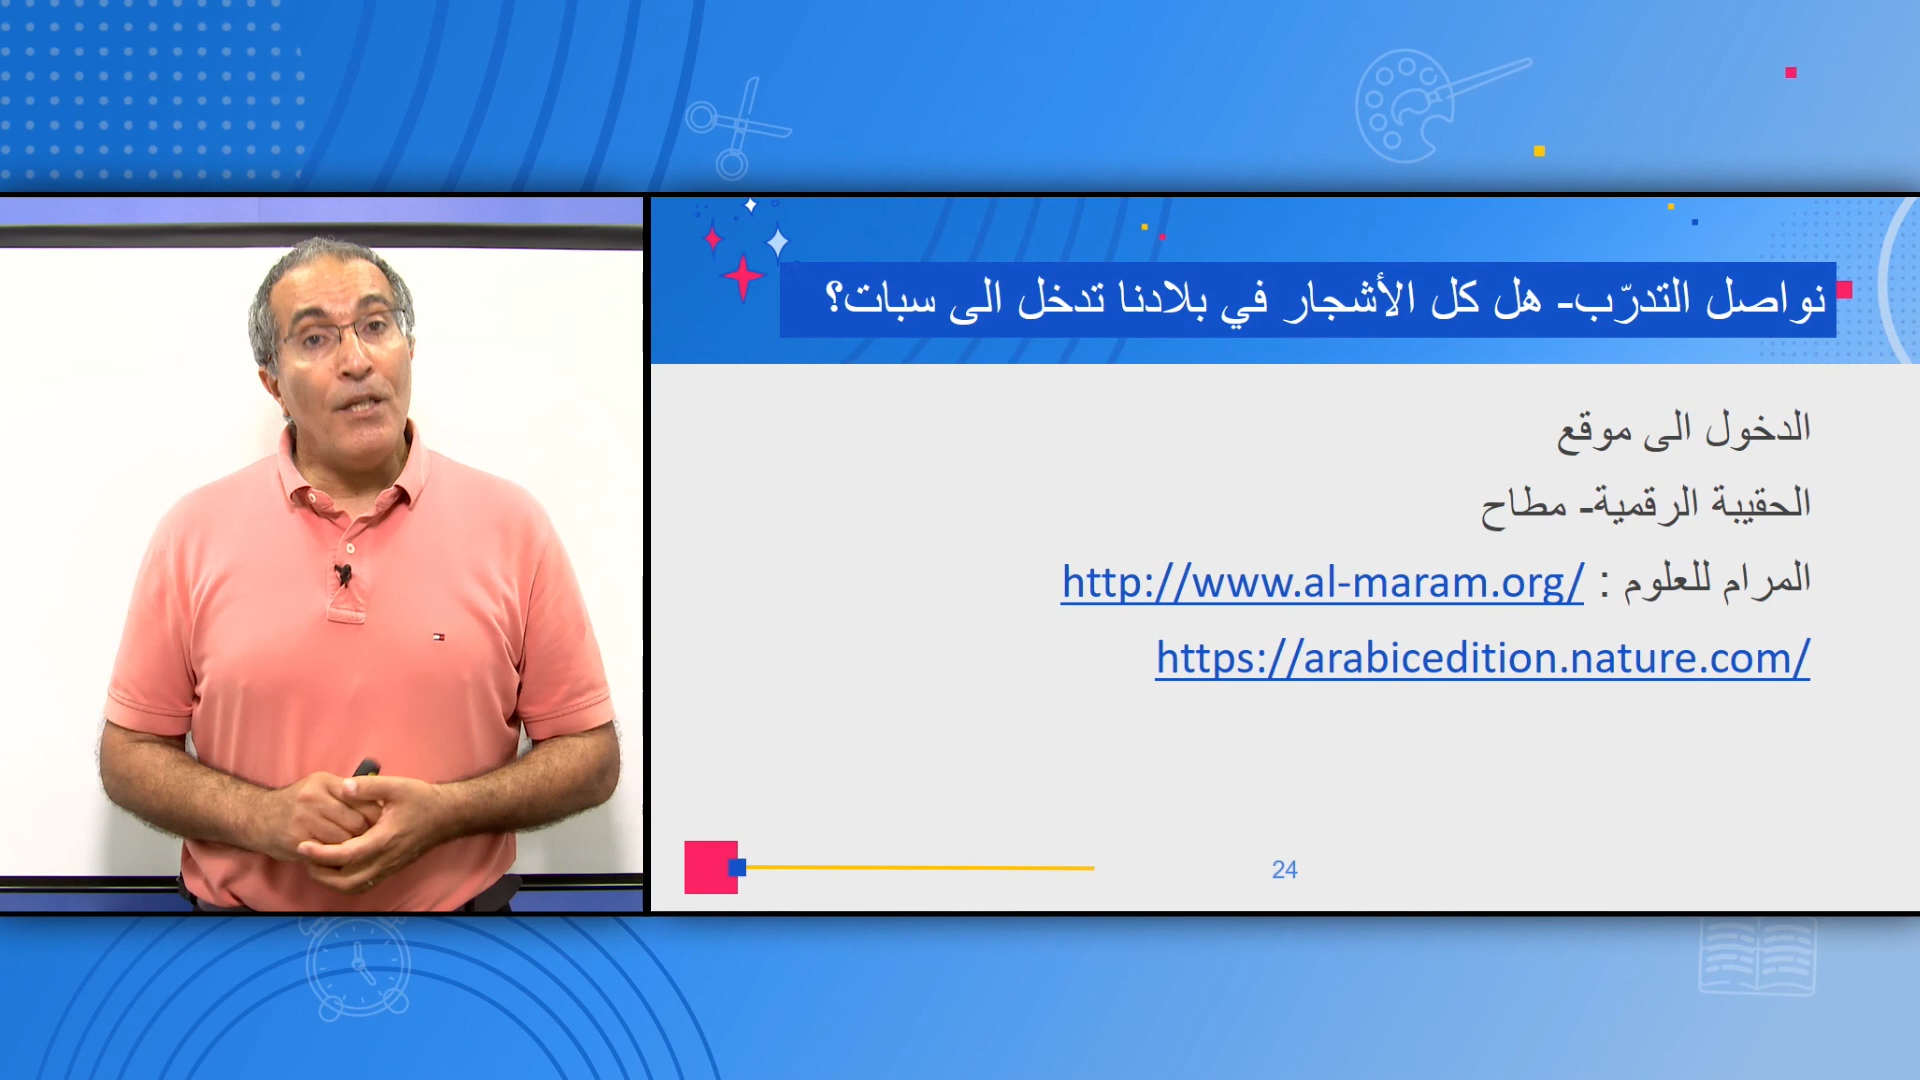 نواصل التدرّب- هل كل الأشجار في بلادنا تدخل الى سبات؟
الدخول الى موقع
الحقيبة الرقمية- مطاح
المرام للعلوم : http://www.al-maram.org/
https://arabicedition.nature.com/
24